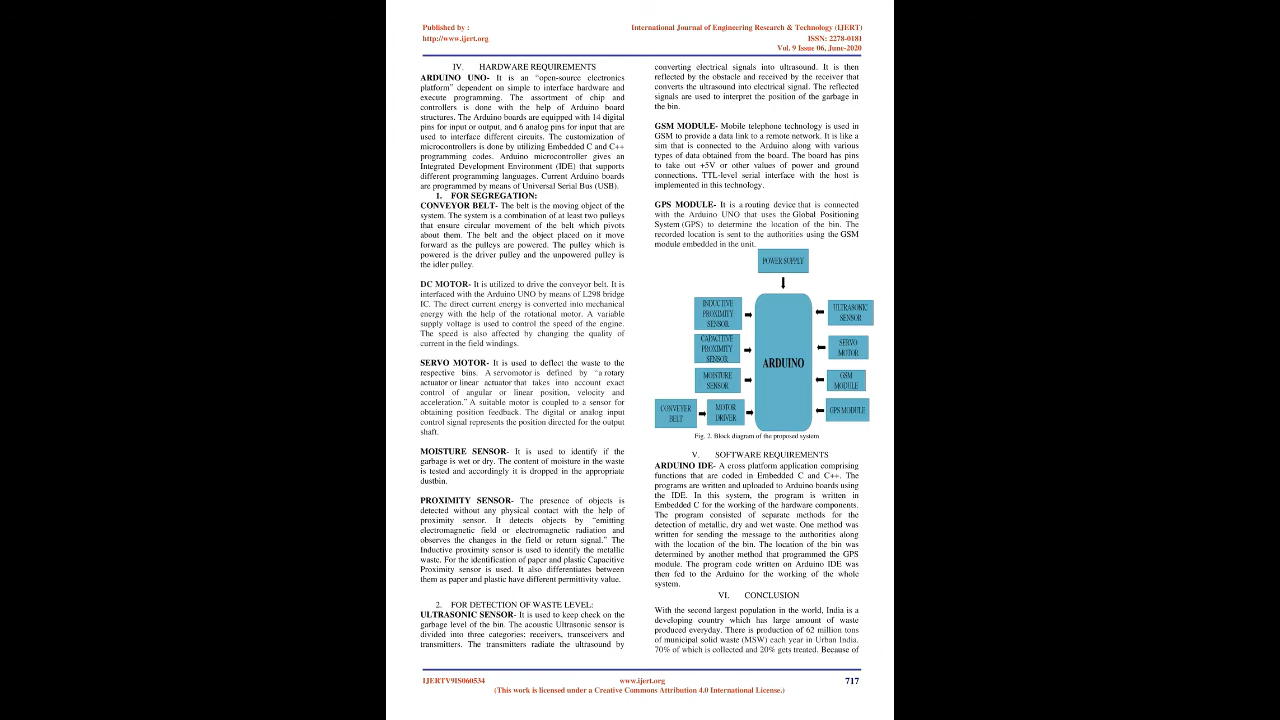 Published by :
http://www.ijert.org
International Journal of Engineering Research & Technology (IJERT)
ISSN: 2278-0181
Vol. 9 Issue 06, June-2020
IV. HARDWARE REQUIREMENTS
ARDUINO UNO- It is an “open-source electronics
platform” dependent on simple to interface hardware and
execute programming. The assortment of chip and
controllers is done with the help of Arduino board
structures. The Arduino boards are equipped with 14 digital
pins for input or output, and 6 analog pins for input that are
used to interface different circuits. The customization of
microcontrollers is done by utilizing Embedded C and C++
programming codes. Arduino microcontroller gives an
Integrated Development Environment (IDE) that supports
different programming languages. Current Arduino boards
are programmed by means of Universal Serial Bus (USB).
1. FOR SEGREGATION:
CONVEYOR BELT- The belt is the moving object of the
system. The system is a combination of at least two pulleys
that ensure circular movement of the belt which pivots
about them. The belt and the object placed on it move
forward as the pulleys are powered. The pulley which is
powered is the driver pulley and the unpowered pulley is
the idler pulley.
DC MOTOR- It is utilized to drive the conveyor belt. It is
interfaced with the Arduino UNO by means of L298 bridge
IC. The direct current energy is converted into mechanical
energy with the help of the rotational motor. A variable
supply voltage is used to control the speed of the engine.
The speed is also affected by changing the quality of
current in the field windings.
SERVO MOTOR- It is used to deflect the waste to the
respective bins. A servomotor is defined by “a rotary
actuator or linear actuator that takes into account exact
control of angular or linear position, velocity and
acceleration.” A suitable motor is coupled to a sensor for
obtaining position feedback. The digital or analog input
control signal represents the position directed for the output
shaft.
MOISTURE SENSOR- It is used to identify if the
garbage is wet or dry. The content of moisture in the waste
is tested and accordingly it is dropped in the appropriate
dustbin.
PROXIMITY SENSOR- The presence of objects is
detected without any physical contact with the help of
proximity sensor. It detects objects by “emitting
electromagnetic field or electromagnetic radiation and
observes the changes in the field or return signal.” The
Inductive proximity sensor is used to identify the metallic
waste. For the identification of paper and plastic Capacitive
Proximity sensor is used. It also differentiates between
them as paper and plastic have different permittivity value.
2. FOR DETECTION OF WASTE LEVEL:
ULTRASONIC SENSOR- It is used to keep check on the
garbage level of the bin. The acoustic Ultrasonic sensor is
divided into three categories: receivers, transceivers and
transmitters. The transmitters radiate the ultrasound by
converting electrical signals into ultrasound. It is then
reflected by the obstacle and received by the receiver that
converts the ultrasound into electrical signal. The reflected
signals are used to interpret the position of the garbage in
the bin.
GSM MODULE- Mobile telephone technology is used in
GSM to provide a data link to a remote network. It is like a
sim that is connected to the Arduino along with various
types of data obtained from the board. The board has pins
to take out +5V or other values of power and ground
connections. TTL-level serial interface with the host is
implemented in this technology.
GPS MODULE- It is a routing device that is connected
with the Arduino UNO that uses the Global Positioning
System (GPS) to determine the location of the bin. The
recorded location is sent to the authorities using the GSM
module embedded in the unit.
POWER SUPPLY
INDUCTIVE
PROXIMITY
SENSOR
CAPACITIVE
PROXIMITY
SENSOR
MOISTURE
SENSOR
CONVEYER
BELT
MOTOR
DRIVER
ARDUINO
ULTRASONIC
SENSOR
SERVO
MOTOR
GSM
MODULE
GPS MODULE
Fig. 2. Block diagram of the proposed system
V. SOFTWARE REQUIREMENTS
ARDUINO IDE- A cross platform application comprising
functions that are coded in Embedded C and C++. The
programs are written and uploaded to Arduino boards using
the IDE. In this system, the program is written in
Embedded C for the working of the hardware components.
The program consisted of separate methods for the
detection of metallic, dry and wet waste. One method was
written for sending the message to the authorities along
with the location of the bin. The location of the bin was
determined by another method that programmed the GPS
module. The program code written on Arduino IDE was
then fed to the Arduino for the working of the whole
system.
VI. CONCLUSION
With the second largest population in the world, India is a
developing country which has large amount of waste
produced everyday. There is production of 62 million tons
of municipal solid waste (MSW) each year in Urban India.
70% of which is collected and 20% gets treated. Because of
IJERTV9IS060534
www.ijert.org
717
(This work is licensed under a Creative Commons Attribution 4.0 International License.)